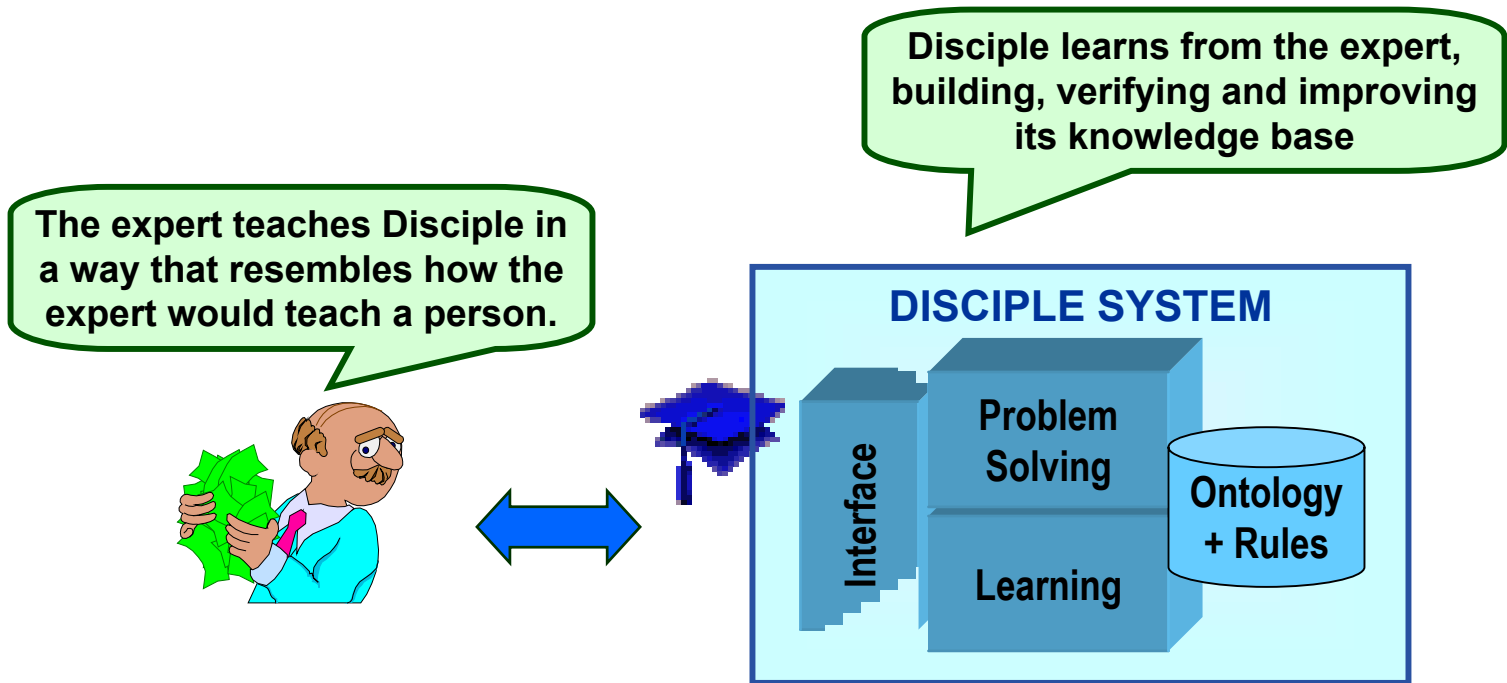 Disciple learns from the expert,
building, verifying and improving
its knowledge base
The expert teaches Disciple in
a way that resembles how the
expert would teach a person.
DISCIPLE SYSTEM
Interface
Problem
Solving
Learning
Ontology
+ Rules